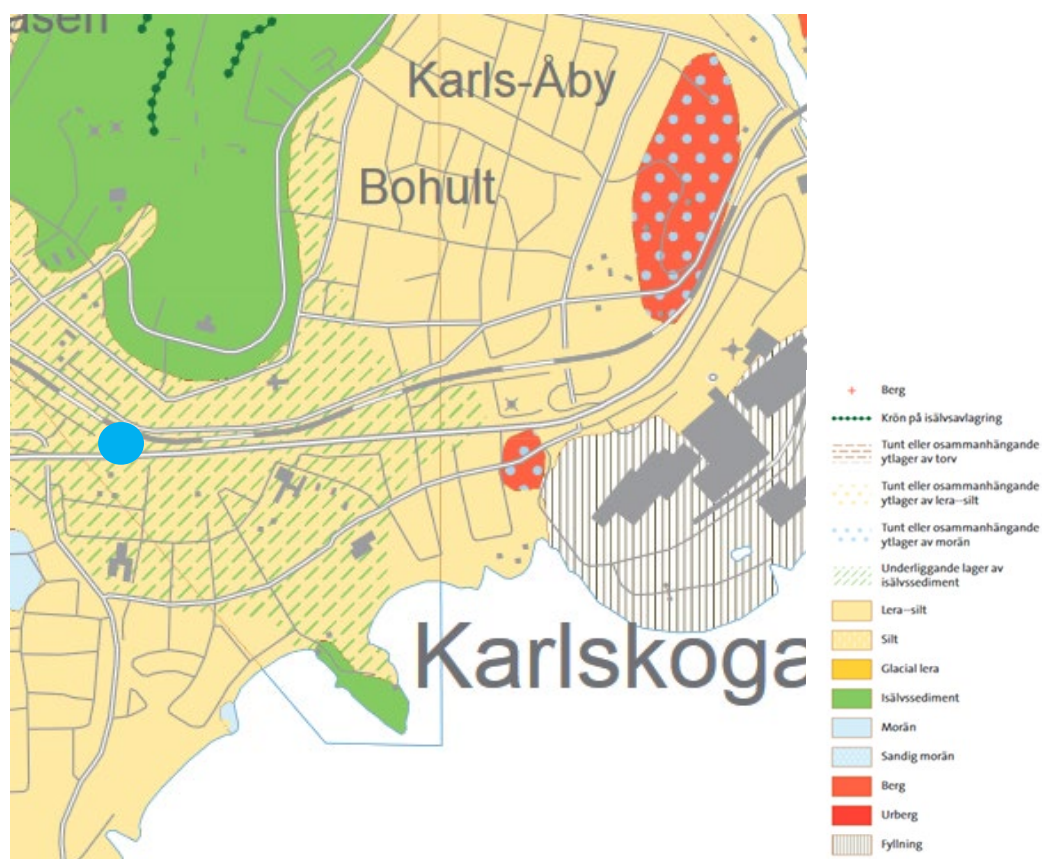 åsen
Karls-Åby
Bohult
Karlskoga
Berg
Krön på isälvsavlagring
Tunt eller osammanhängande
ytlager av torv
Tunt eller osammanhängande
ytlager av lera--silt
Tunt eller osammanhängande
ytlager av morän
Underliggande lager av
isälvssediment
Lera--silt
Silt
Glacial lera
Isälvssediment
Morän
Sandig morän
Berg
Urberg
Fyllning